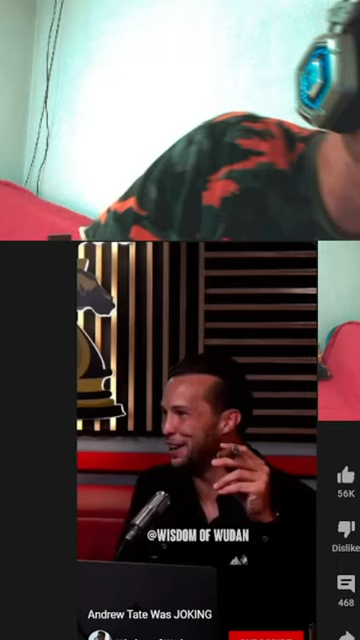 @WISDOM OF WUDAN
56K
Dislike
468
Andrew Tate Was JOKING